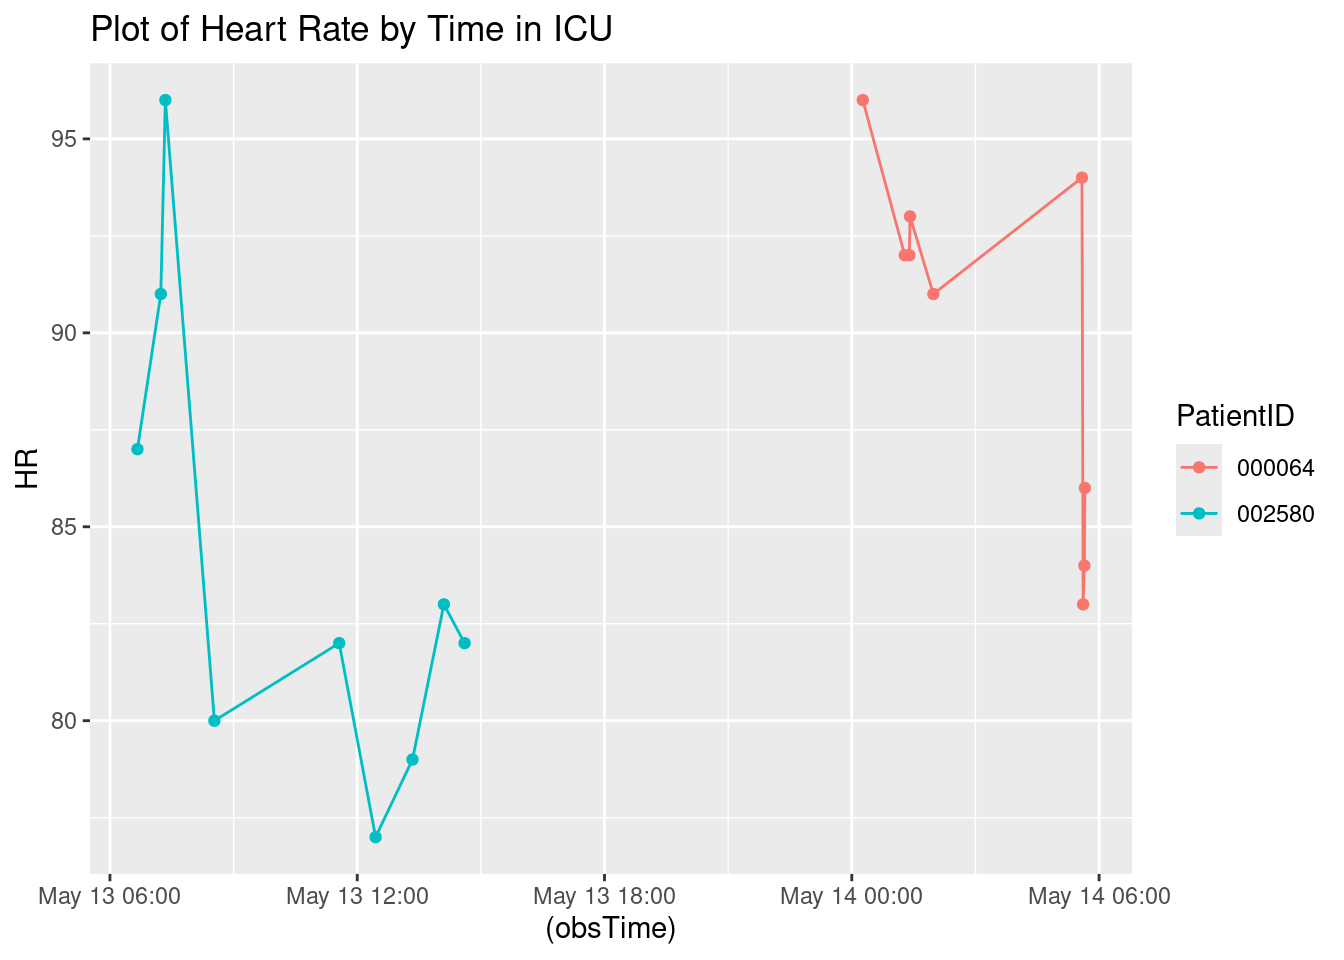 Plot of Heart Rate by Time in ICU
95
90
85
80
HR
May 13 06:00
May 13 12:00
May 13 18:00
May 14 00:00
May 14 06:00
(obsTime)
PatientID
000064
002580